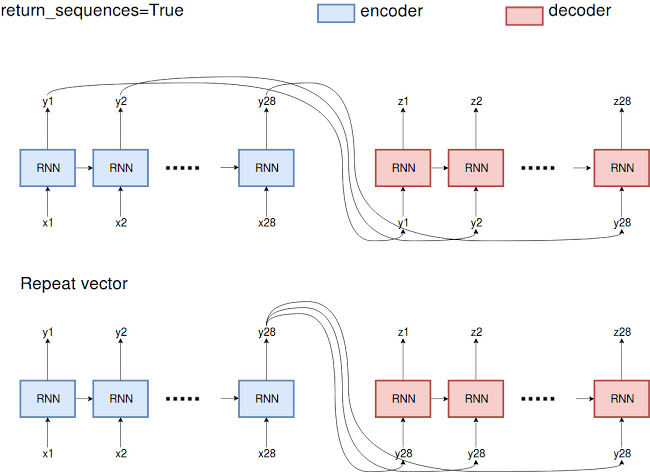 return_sequences=True encoder decoder
y1 y2 y28 z1 z2 z28
RNN RNN ..... RNN RNN RNN ..... RNN
x1 x2 x28 y1 y2 y28
Repeat vector
y1 y2 y28 z1 z2 z28
RNN RNN ..... RNN RNN RNN ..... RNN
x1 x2 x28 y28 y28 y28